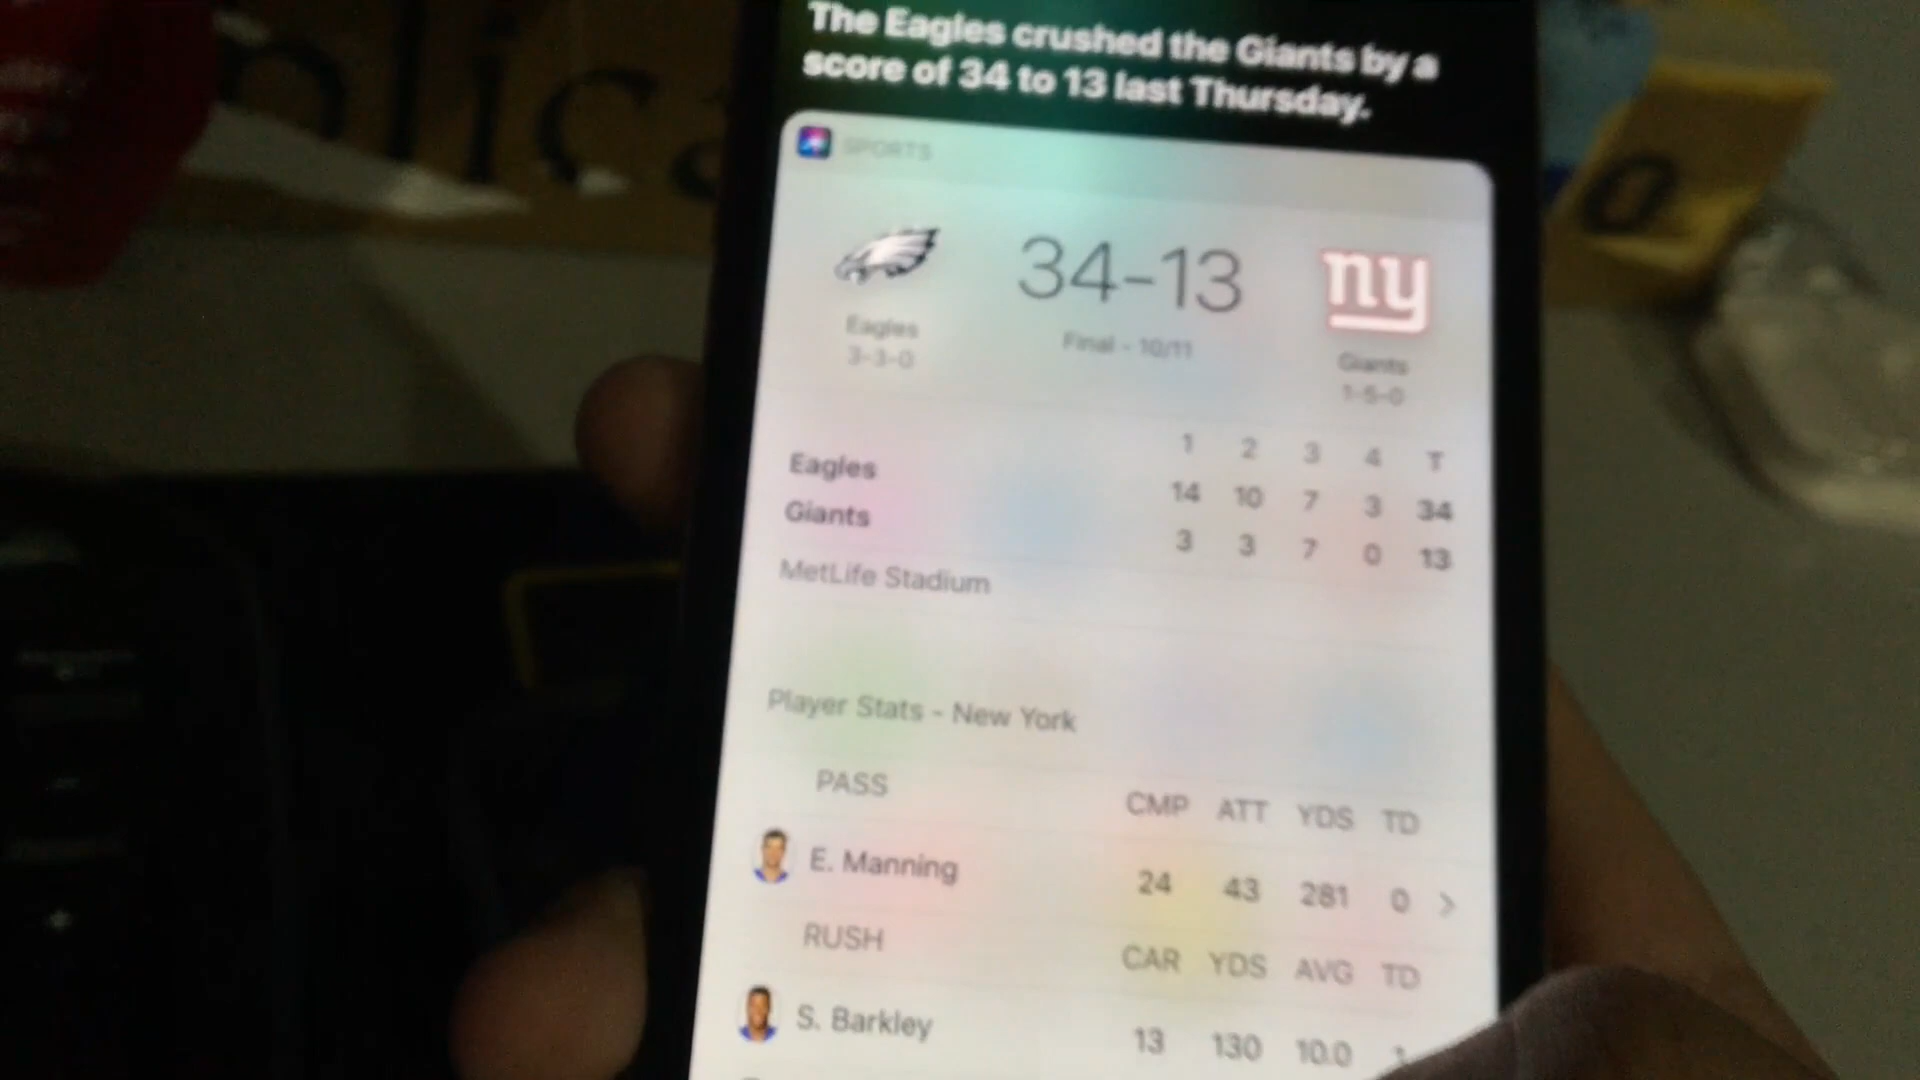 The Eagles crushed the Giants by a
score of 34 to 13 last Thursday.
SPORTS
34-13
ny
Eagles
3-3-0
Final - 10/11
Giants
1-5-0
1 2 3 4 T
Eagles 14 10 7 3 34
Giants 3 3 7 0 13
MetLife Stadium
Player Stats - New York
PASS CMP ATT YDS TD
E. Manning 24 43 281 0 >
RUSH CAR YDS AVG TD
S. Barkley 13 130 10.0
lica
0